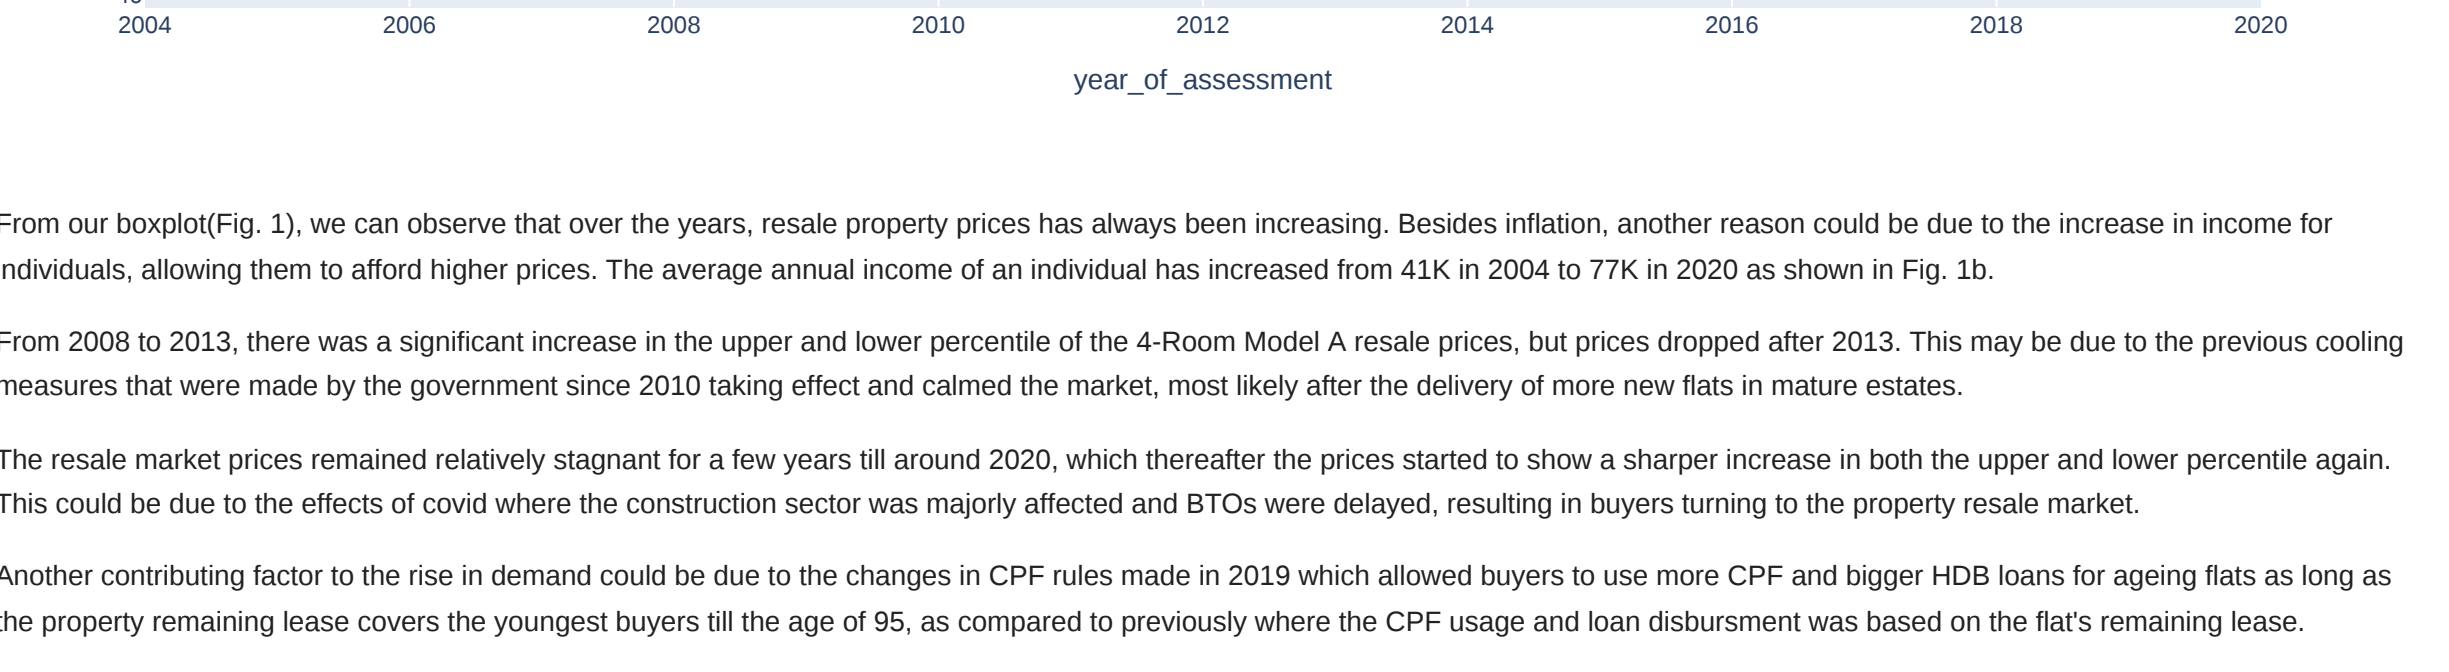 2004 2006 2008 2010 2012 2014 2016 2018 2020
year_of_assessment
From our boxplot(Fig. 1), we can observe that over the years, resale property prices has always been increasing. Besides inflation, another reason could be due to the increase in income for
individuals, allowing them to afford higher prices. The average annual income of an individual has increased from 41K in 2004 to 77K in 2020 as shown in Fig. 1b.
From 2008 to 2013, there was a significant increase in the upper and lower percentile of the 4-Room Model A resale prices, but prices dropped after 2013. This may be due to the previous cooling
measures that were made by the government since 2010 taking effect and calmed the market, most likely after the delivery of more new flats in mature estates.
The resale market prices remained relatively stagnant for a few years till around 2020, which thereafter the prices started to show a sharper increase in both the upper and lower percentile again.
This could be due to the effects of covid where the construction sector was majorly affected and BTOs were delayed, resulting in buyers turning to the property resale market.
Another contributing factor to the rise in demand could be due to the changes in CPF rules made in 2019 which allowed buyers to use more CPF and bigger HDB loans for ageing flats as long as
the property remaining lease covers the youngest buyers till the age of 95, as compared to previously where the CPF usage and loan disbursment was based on the flat's remaining lease.